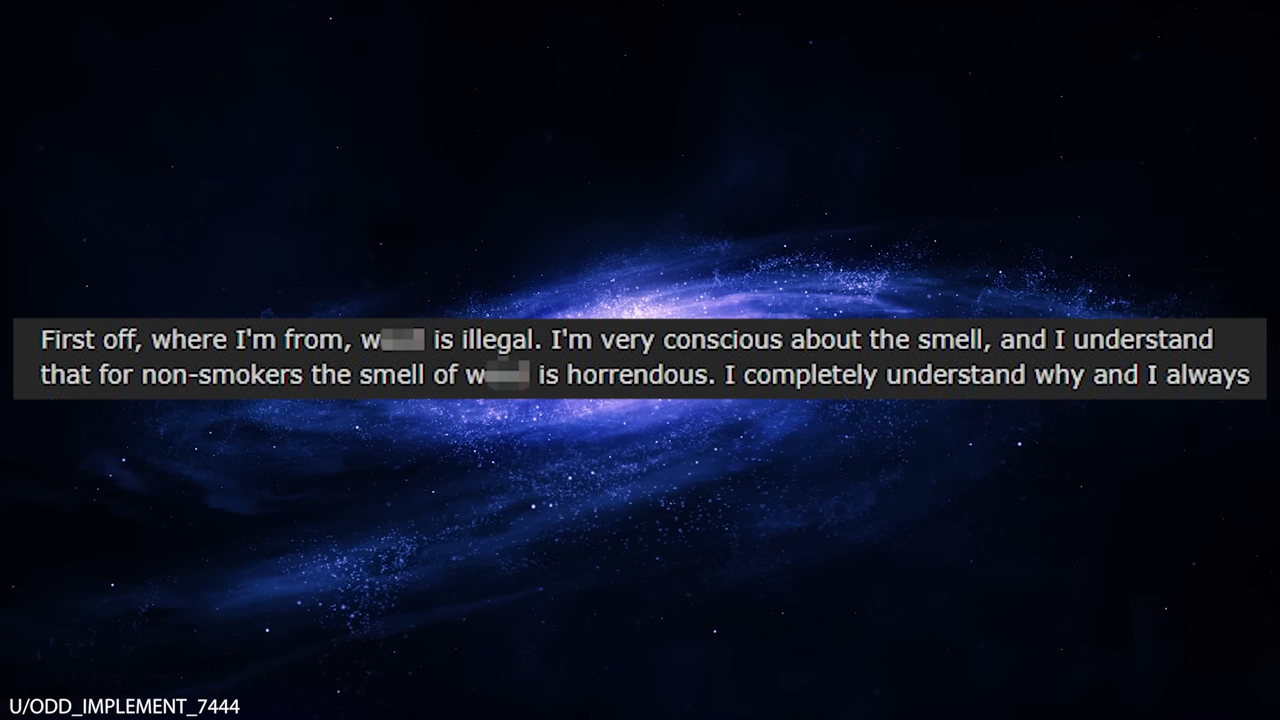 First off, where I'm from, w is illegal. I'm very conscious about the smell, and I understand
that for non-smokers the smell of w is horrendous. I completely understand why and I always
U/ODD_IMPLEMENT_7444